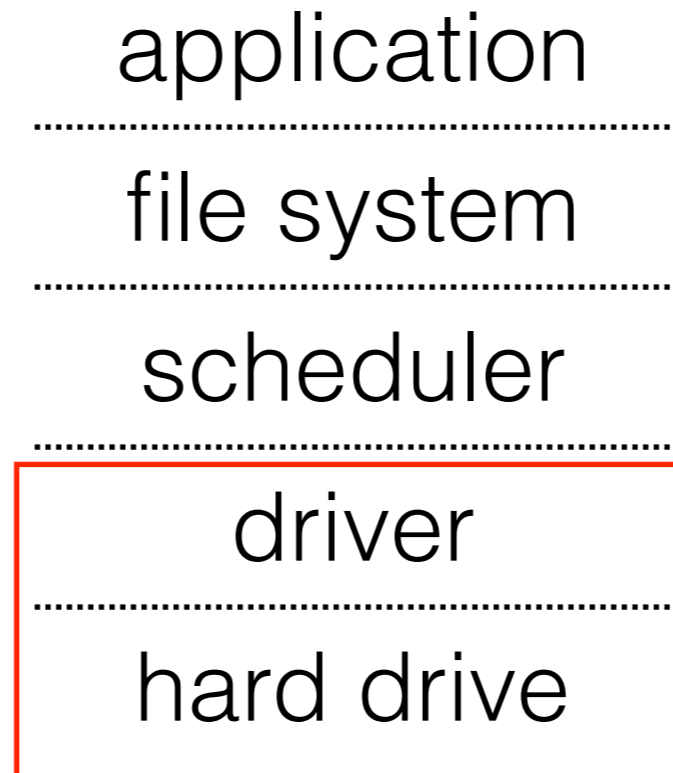 application
file system
scheduler
driver
hard drive